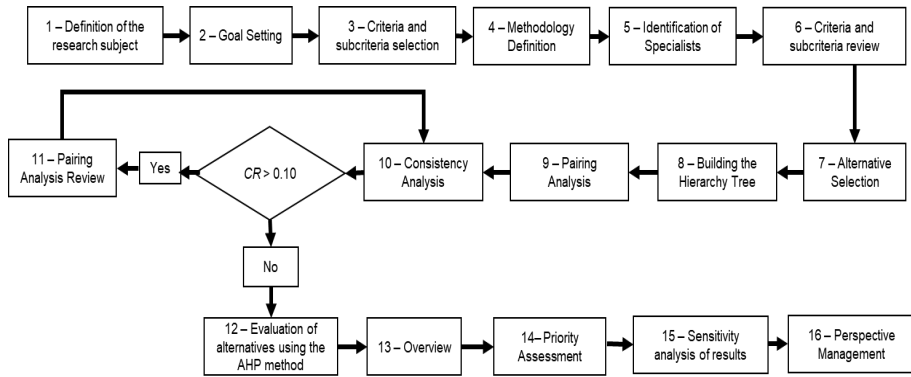 1 – Definition of the
research subject
2 – Goal Setting
3 – Criteria and
subcriteria selection
4 – Methodology
Definition
5 – Identification of
Specialists
6 – Criteria and
subcriteria review
7 – Alternative
Selection
8 – Building the
Hierarchy Tree
9 – Pairing
Analysis
10 – Consistency
Analysis
CR > 0.10
Yes
11 – Pairing
Analysis Review
No
12 – Evaluation of
alternatives using the
AHP method
13 – Overview
14– Priority
Assessment
15 – Sensitivity
analysis of results
16 – Perspective
Management